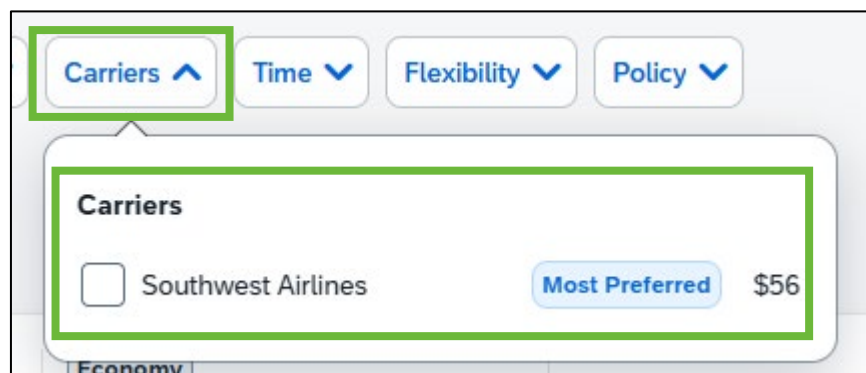 Carriers Time Flexibility Policy
Carriers
Southwest Airlines Most Preferred $56
Economy